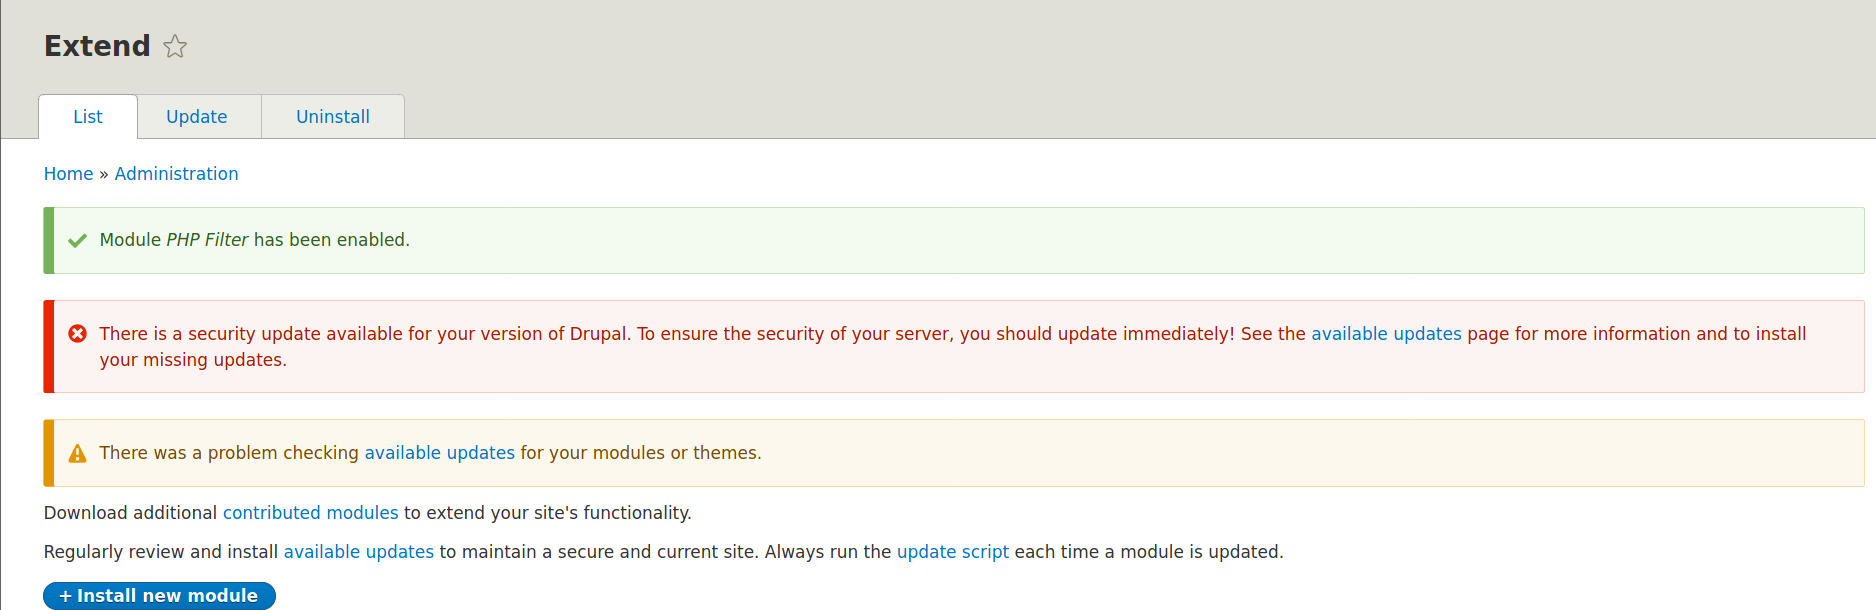 Extend
List Update Uninstall
Home » Administration
Module PHP Filter has been enabled.
There is a security update available for your version of Drupal. To ensure the security of your server, you should update immediately! See the available updates page for more information and to install
your missing updates.
There was a problem checking available updates for your modules or themes.
Download additional contributed modules to extend your site's functionality.
Regularly review and install available updates to maintain a secure and current site. Always run the update script each time a module is updated.
+ Install new module